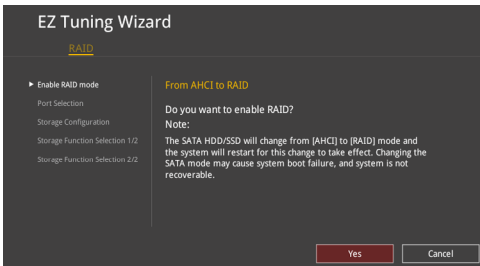 EZ Tuning Wizard
RAID
Enable RAID mode
Port Selection
Storage Configuration
Storage Function Selection 1/2
Storage Function Selection 2/2
From AHCI to RAID
Do you want to enable RAID?
Note:
The SATA HDD/SSD will change from [AHCI] to [RAID] mode and
the system will restart for this change to take effect. Changing the
SATA mode may cause system boot failure, and system is not
recoverable.
Yes
Cancel